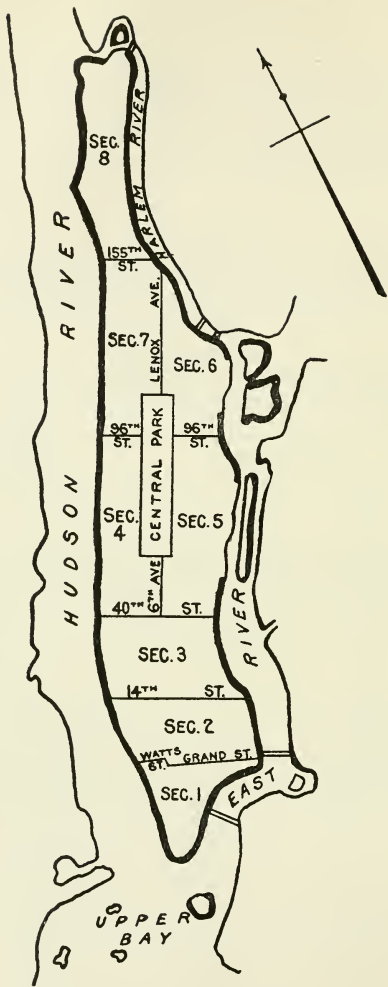 SEC.
8
HARLEM RIVER
155TH
ST.
LENOX AVE.
SEC. 7
SEC. 6
HUDSON RIVER
96TH
ST.
CENTRAL PARK
96TH
ST.
SEC.
4
SEC. 5
6TH AVE
40TH ST.
SEC. 3
RIVER
14TH ST.
SEC. 2
WATTS
ST.
GRAND ST.
SEC. 1
EAST
UPPER
BAY